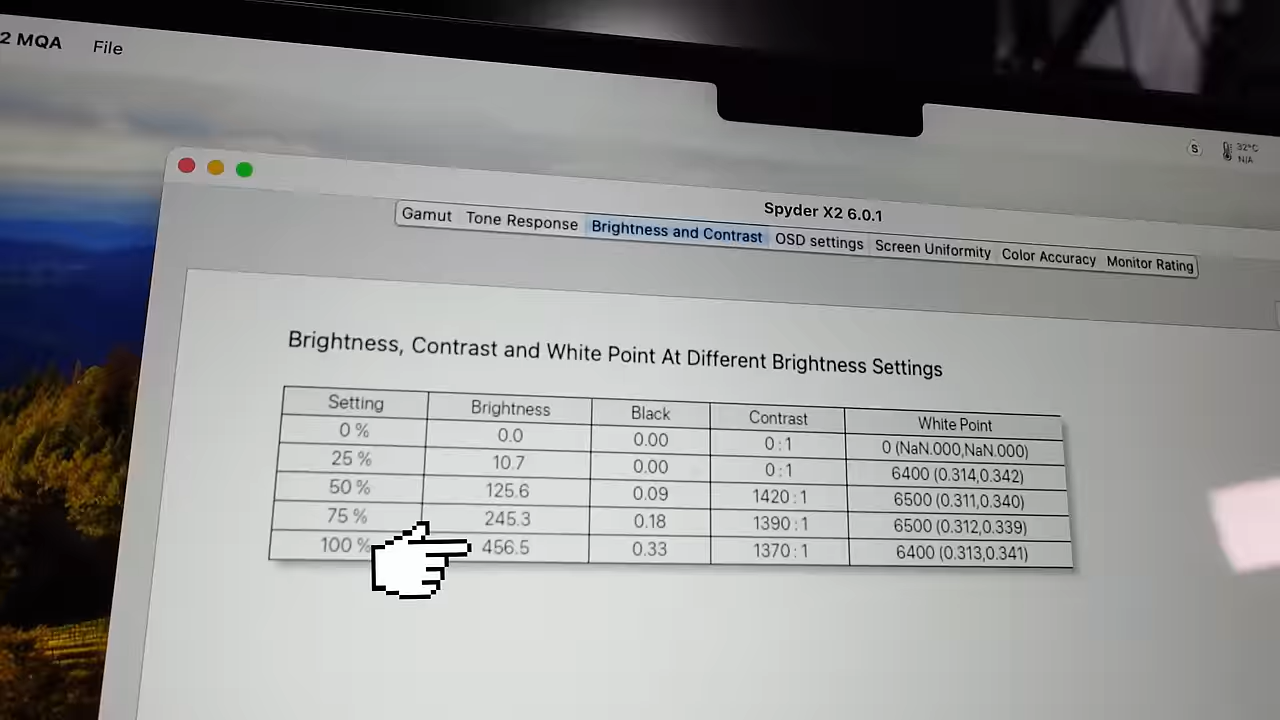 2 MQA File
S 32°C
N/A
Spyder X2 6.0.1
Gamut Tone Response Brightness and Contrast OSD settings Screen Uniformity Color Accuracy Monitor Rating
Brightness, Contrast and White Point At Different Brightness Settings
Setting Brightness Black Contrast White Point
0 % 0.0 0.00 0 : 1 0 (NaN.000,NaN.000)
25 % 10.7 0.00 0 : 1 6400 (0.314,0.342)
50 % 125.6 0.09 1420 : 1 6500 (0.311,0.340)
75 % 245.3 0.18 1390 : 1 6500 (0.312,0.339)
100 % 456.5 0.33 1370 : 1 6400 (0.313,0.341)